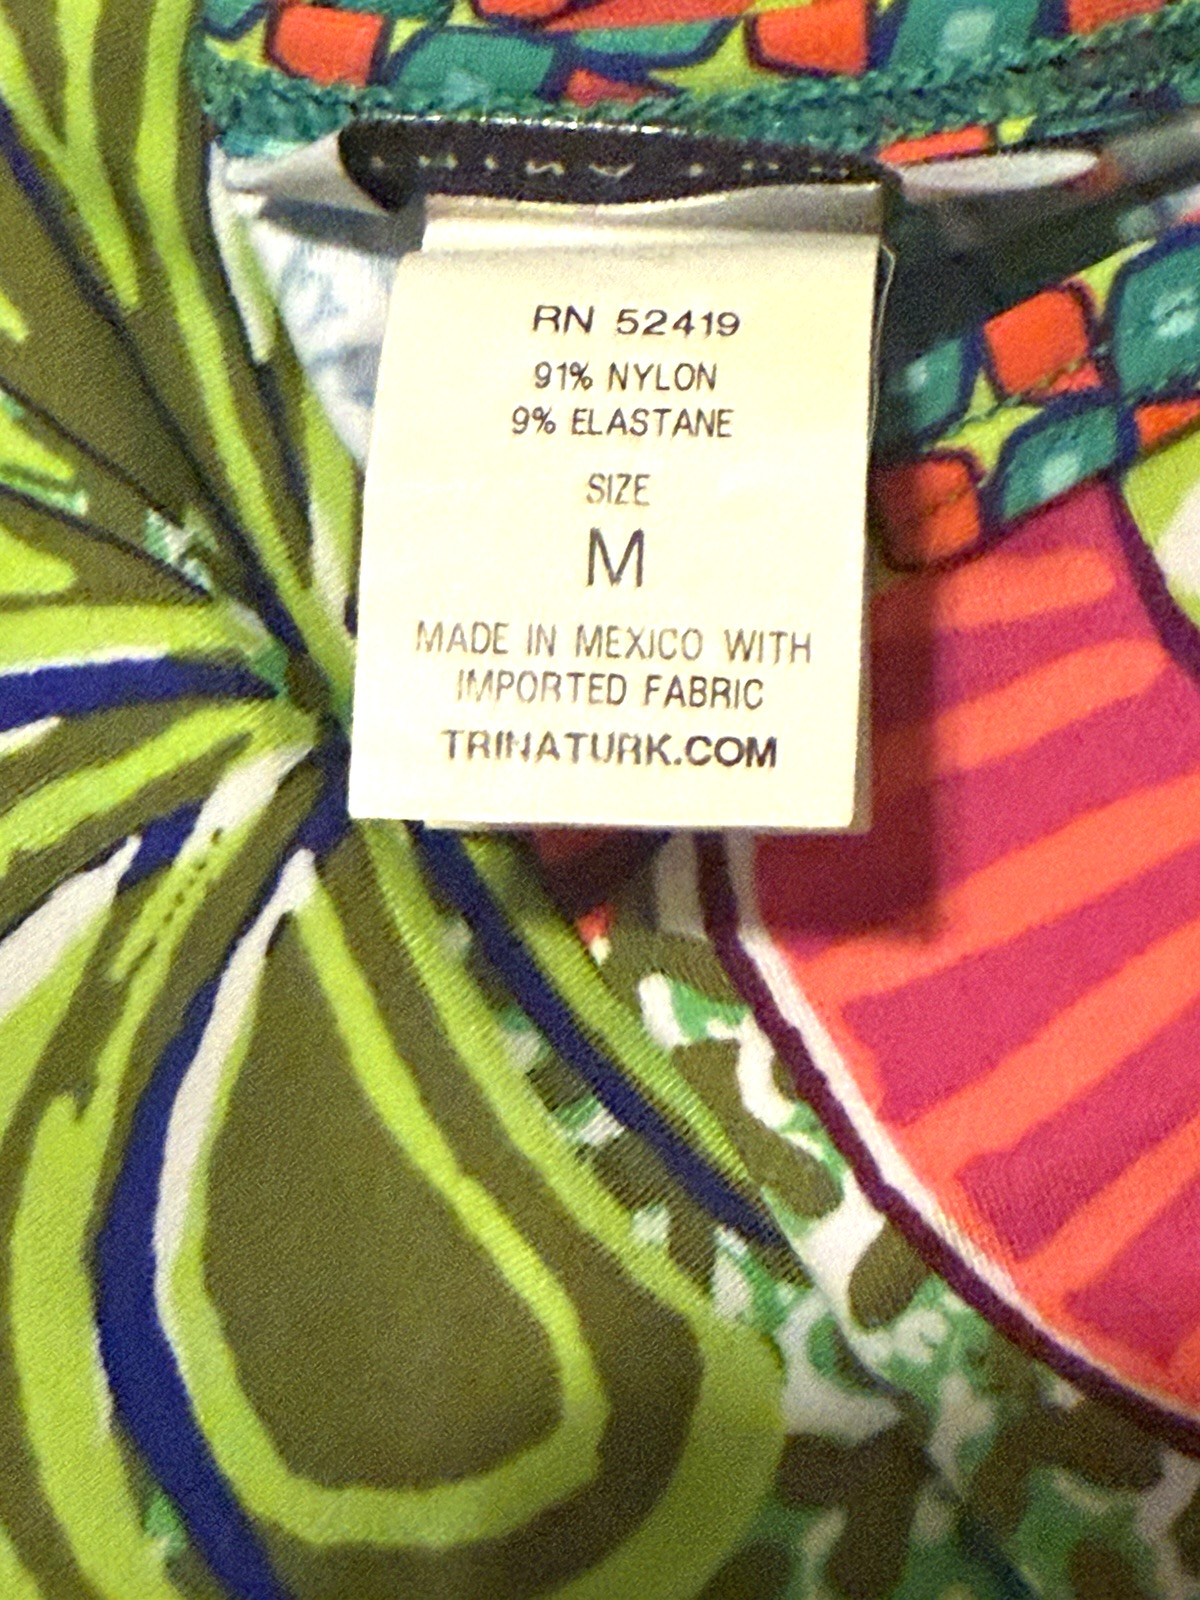 RN 52419
91% NYLON
9% ELASTANE
SIZE
M
MADE IN MEXICO WITH
IMPORTED FABRIC
TRINATURK.COM